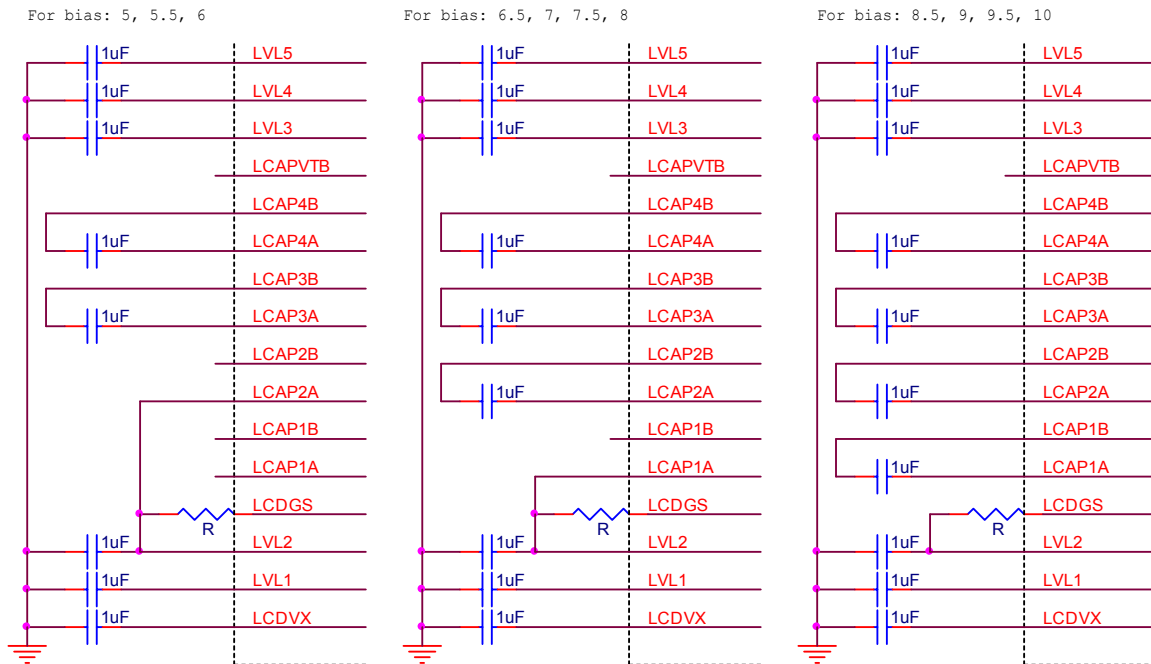 For bias: 5, 5.5, 6
1uF LVL5
1uF LVL4
1uF LVL3
LCAPVTB
LCAP4B
1uF LCAP4A
LCAP3B
1uF LCAP3A
LCAP2B
LCAP2A
LCAP1B
LCAP1A
LCDGS
R
1uF LVL2
1uF LVL1
1uF LCDVX
For bias: 6.5, 7, 7.5, 8
1uF LVL5
1uF LVL4
1uF LVL3
LCAPVTB
LCAP4B
1uF LCAP4A
LCAP3B
1uF LCAP3A
LCAP2B
1uF LCAP2A
LCAP1B
LCAP1A
LCDGS
R
1uF LVL2
1uF LVL1
1uF LCDVX
For bias: 8.5, 9, 9.5, 10
1uF LVL5
1uF LVL4
1uF LVL3
LCAPVTB
LCAP4B
1uF LCAP4A
LCAP3B
1uF LCAP3A
LCAP2B
1uF LCAP2A
LCAP1B
1uF LCAP1A
LCDGS
R
1uF LVL2
1uF LVL1
1uF LCDVX